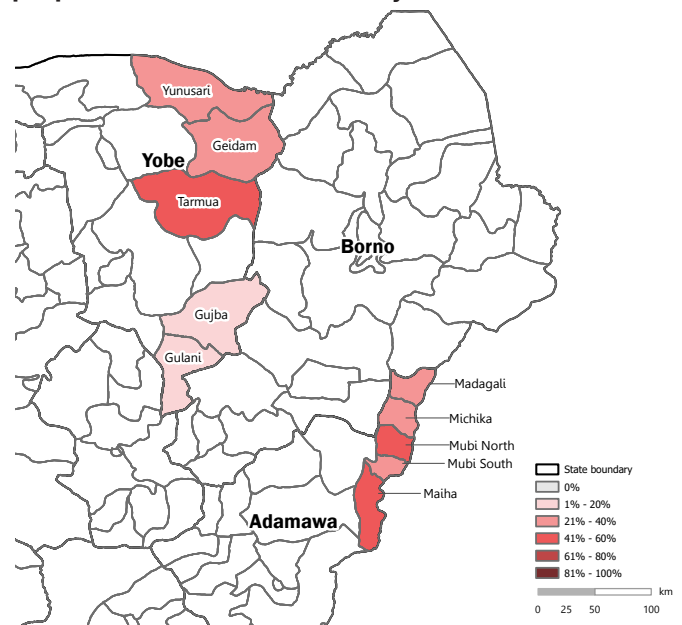 Yunusari
Geidam
Yobe
Tarmua
Borno
Gujba
Gulani
Madagali
Michika
Mubi North
Mubi South
Maiha
Adamawa
State boundary
0%
1% - 20%
21% - 40%
41% - 60%
61% - 80%
81% - 100%
km
0 25 50 100